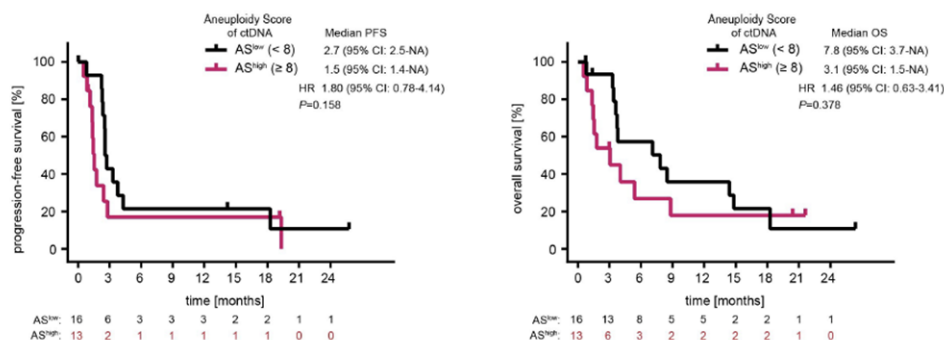 Aneuploidy Score
of ctDNA Median PFS
AS^low (< 8) 2.7 (95% CI: 2.5-NA)
AS^high (≥ 8) 1.5 (95% CI: 1.4-NA)
HR 1.80 (95% CI: 0.78-4.14)
P=0.158
progression-free survival [%]
100
80
60
40
20
0
0 3 6 9 12 15 18 21 24
time [months]
AS^low: 16 6 3 3 3 2 2 1 1
AS^high: 13 2 1 1 1 1 1 0 0
Aneuploidy Score
of ctDNA Median OS
AS^low (< 8) 7.8 (95% CI: 3.7-NA)
AS^high (≥ 8) 3.1 (95% CI: 1.5-NA)
HR 1.46 (95% CI: 0.63-3.41)
P=0.378
overall survival [%]
100
80
60
40
20
0
0 3 6 9 12 15 18 21 24
time [months]
AS^low: 16 13 8 5 5 2 2 1 1
AS^high: 13 6 3 2 2 2 2 1 0